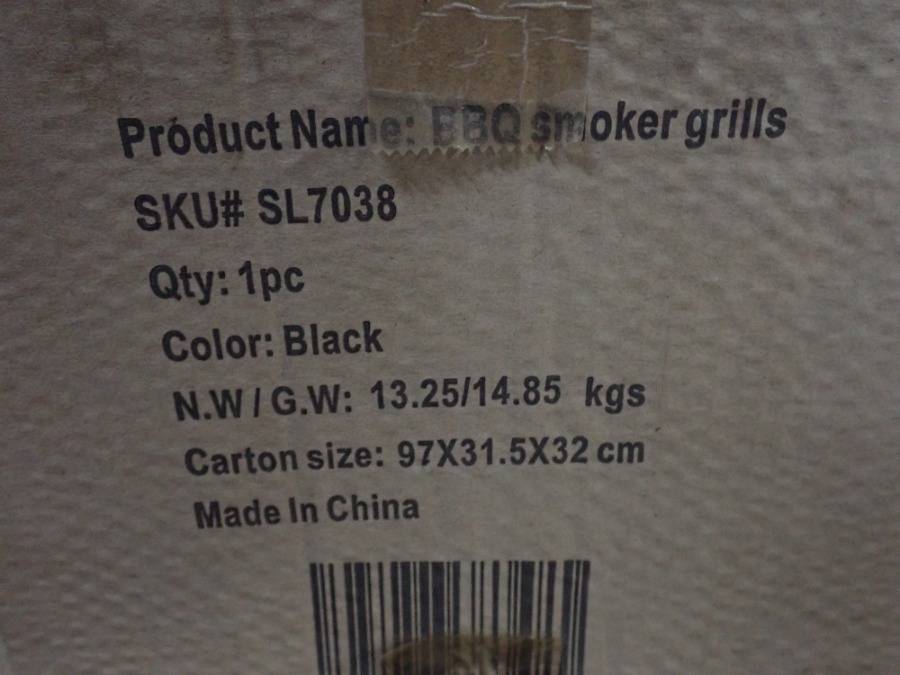 Product Name: BBQ smoker grills
SKU# SL7038
Qty: 1pc
Color: Black
N.W / G.W: 13.25/14.85 kgs
Carton size: 97X31.5X32 cm
Made In China